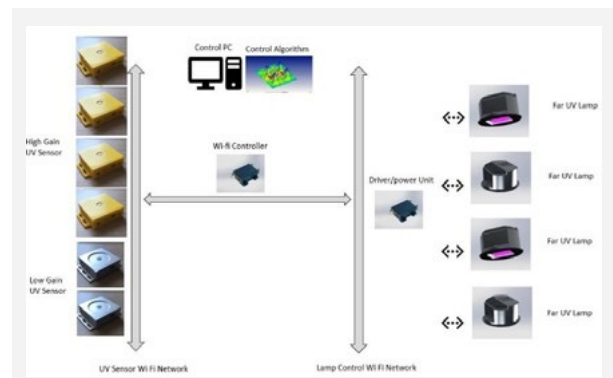 Control PC
Control Algorithm
High Gain
UV Sensor
Wi-fi Controller
Driver/power Unit
Low Gain
UV Sensor
Far UV Lamp
Far UV Lamp
Far UV Lamp
Far UV Lamp
UV Sensor Wi Fi Network
Lamp Control WI FI Network